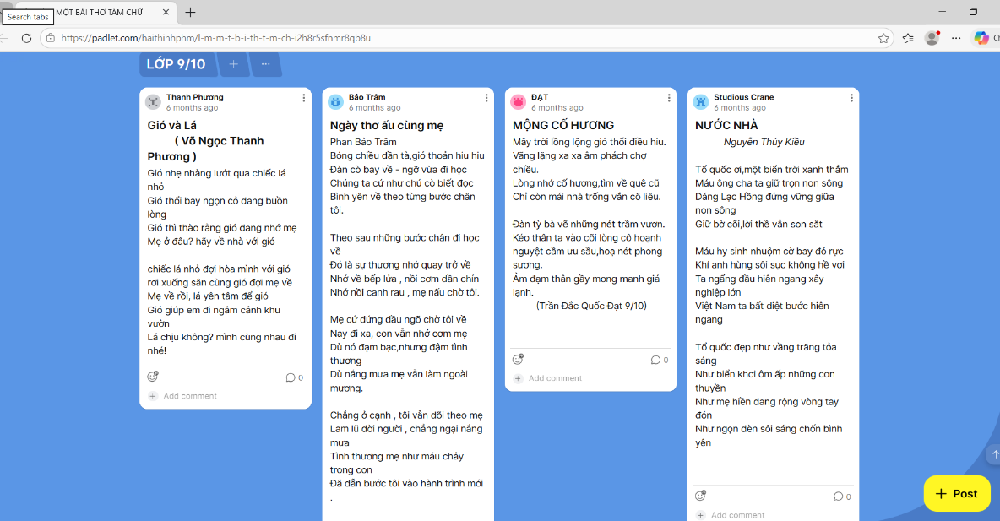 MỘT BÀI THƠ TÁM CHỮ
Search tabs
https://padlet.com/haithinhphm/l-m-m-t-b-i-th-t-m-ch-i2h8r5sfnmr8qb8u
LỚP 9/10
Thanh Phương
6 months ago
Gió và Lá
( Võ Ngọc Thanh
Phương )
Gió nhẹ nhàng lướt qua chiếc lá
nhỏ
Gió thổi bay ngọn cỏ đang buồn
lòng
Gió thì thào rằng gió đang nhớ mẹ
Mẹ ở đâu? hãy về nhà với gió
chiếc lá nhỏ đợi hòa mình với gió
rơi xuống sân cùng gió đợi mẹ về
Mẹ về rồi, lá yên tâm để gió
Gió giúp em đi ngắm cảnh khu
vườn
Lá chịu không? mình cùng nhau đi
nhé!
0
Add comment
Bảo Trâm
6 months ago
Ngày thơ ấu cùng mẹ
Phan Bảo Trâm
Bóng chiều dần tà,gió thoản hiu hiu
Đàn cò bay về - ngỡ vừa đi học
Chúng ta cứ như chú cò biết đọc
Bình yên về theo từng bước chân
tôi.
Theo sau những bước chân đi học
về
Đó là sự thương nhớ quay trở về
Nhớ về bếp lửa , nồi cơm dần chín
Nhớ nồi canh rau , mẹ nấu chờ tôi.
Mẹ cứ đứng đầu ngõ chờ tôi về
Nay đi xa, con vẫn nhớ cơm mẹ
Dù nó đạm bạc,nhưng đậm tình
thương
Dù nắng mưa mẹ vẫn làm ngoài
mương.
Chẳng ở cạnh , tôi vẫn dõi theo mẹ
Lam lũ đời người , chẳng ngại nắng
mưa
Tình thương mẹ như máu chảy
trong con
Đã dẫn bước tôi vào hành trình mới
.
ĐẠT
6 months ago
MỘNG CỐ HƯƠNG
Mây trời lồng lộng gió thổi điều hiu.
Vãng lặng xa xa âm phách chợ
chiều.
Lòng nhớ cố hương,tìm về quê cũ
Chỉ còn mái nhà trống vắn cô liêu.
Đàn tỳ bà vẽ những nét trầm vươn.
Kéo thân ta vào cõi lòng cô hoạnh
nguyệt cầm ưu sầu,hoạ nét phong
sương.
Ảm đạm thân gầy mong manh giá
lạnh.
(Trần Đắc Quốc Đạt 9/10)
0
Add comment
Studious Crane
6 months ago
NƯỚC NHÀ
Nguyễn Thúy Kiều
Tổ quốc ơi,một biển trời xanh thắm
Máu ông cha ta giữ trọn non sông
Dáng Lạc Hồng đứng vững giữa
non sông
Giữ bờ cõi,lời thề vẫn son sắt
Máu hy sinh nhuộm cờ bay đỏ rực
Khí anh hùng sôi sục không hề vơi
Ta ngẩng đầu hiên ngang xây
nghiệp lớn
Việt Nam ta bất diệt bước hiên
ngang
Tổ quốc đẹp như vầng trăng tỏa
sáng
Như biển khơi ôm ấp những con
thuyền
Như mẹ hiền dang rộng vòng tay
đón
Như ngọn đèn sôi sáng chốn bình
yên
0
Add comment
Post